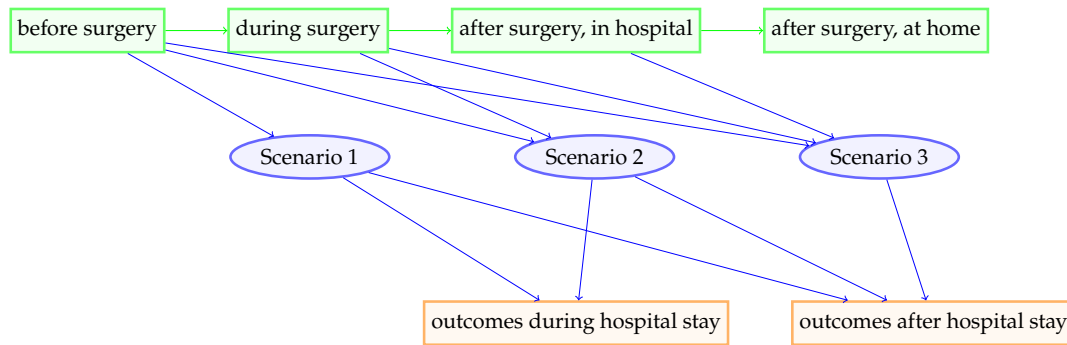 before surgery
during surgery
after surgery, in hospital
after surgery, at home
Scenario 1
Scenario 2
Scenario 3
outcomes during hospital stay
outcomes after hospital stay